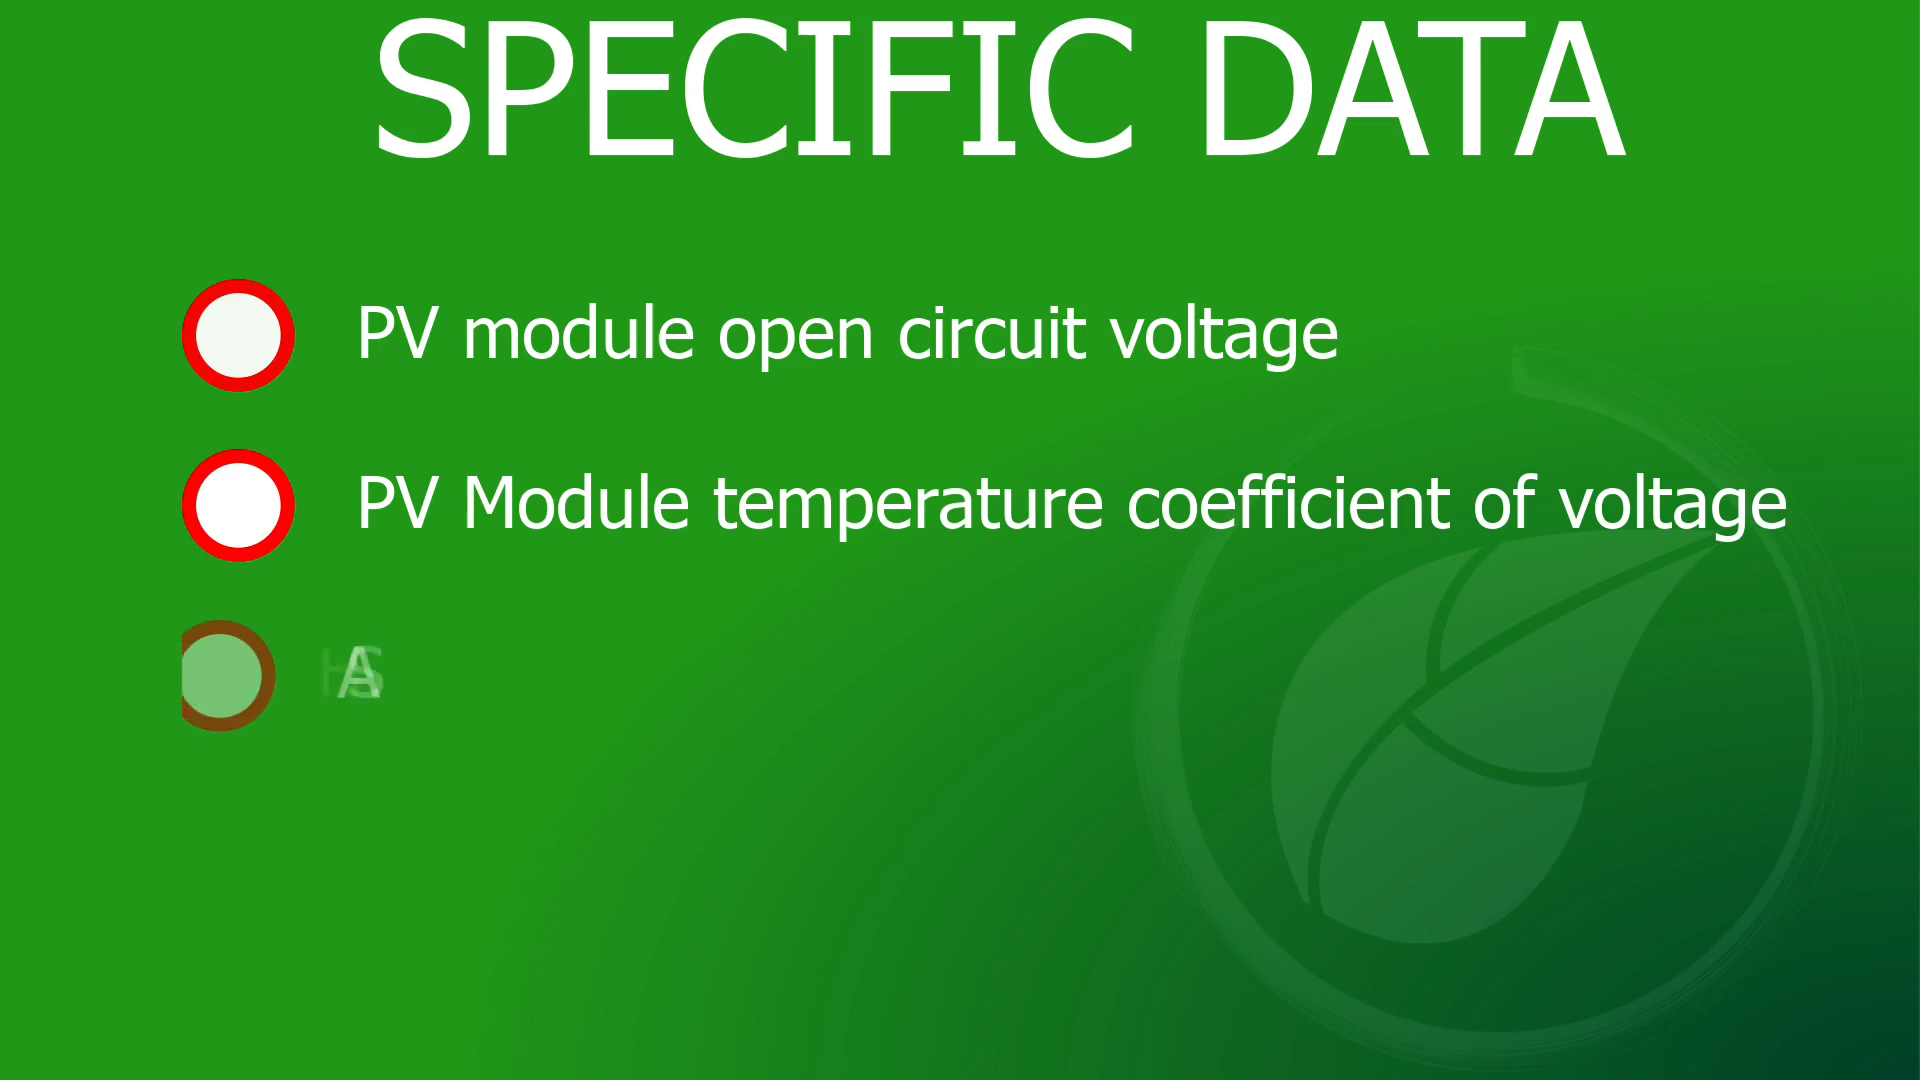 SPECIFIC DATA
PV module open circuit voltage
PV Module temperature coefficient of voltage